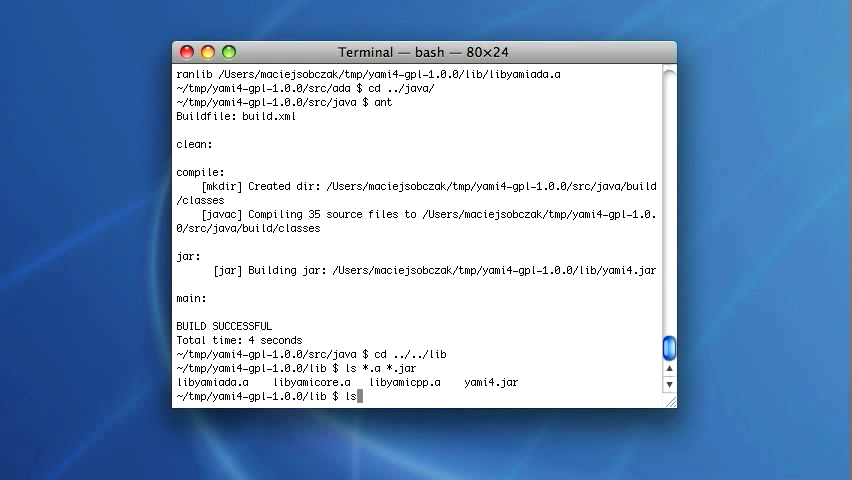 Terminal — bash — 80×24
ranlib /Users/maciejsobczak/tmp/yami4-gpl-1.0.0/lib/libyamiada.a
~/tmp/yami4-gpl-1.0.0/src/ada $ cd ../java/
~/tmp/yami4-gpl-1.0.0/src/java $ ant
Buildfile: build.xml
clean:
compile:
[mkdir] Created dir: /Users/maciejsobczak/tmp/yami4-gpl-1.0.0/src/java/build
/classes
[javac] Compiling 35 source files to /Users/maciejsobczak/tmp/yami4-gpl-1.0.
0/src/java/build/classes
jar:
[jar] Building jar: /Users/maciejsobczak/tmp/yami4-gpl-1.0.0/lib/yami4.jar
main:
BUILD SUCCESSFUL
Total time: 4 seconds
~/tmp/yami4-gpl-1.0.0/src/java $ cd ../../lib
~/tmp/yami4-gpl-1.0.0/lib $ ls *.a *.jar
libyamiada.a libyamicore.a libyamicpp.a yami4.jar
~/tmp/yami4-gpl-1.0.0/lib $ ls